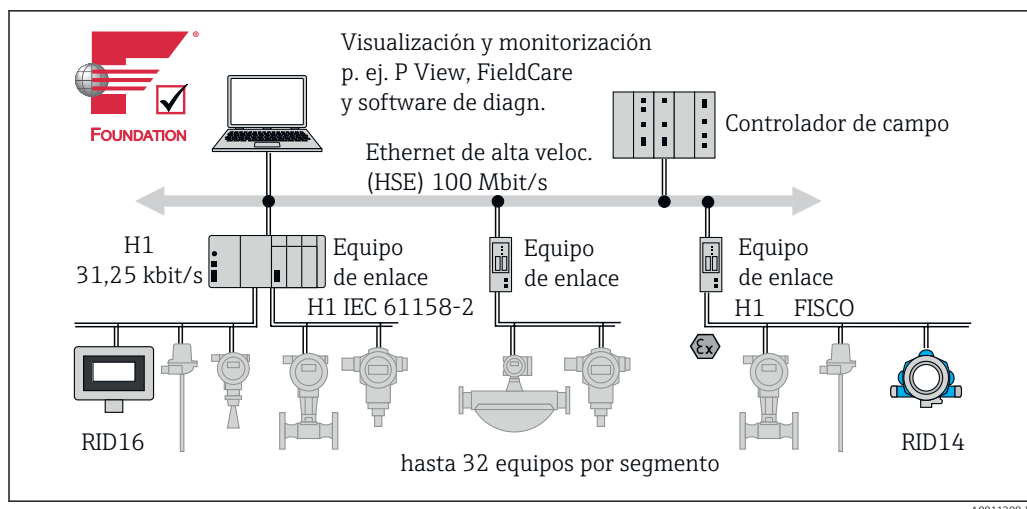 Visualización y monitorización
p. ej. P View, FieldCare
y software de diagn.
®
FOUNDATION
Controlador de campo
Ethernet de alta veloc.
(HSE) 100 Mbit/s
H1
31,25 kbit/s
Equipo
de enlace
Equipo
de enlace
Equipo
de enlace
H1 IEC 61158-2
H1 FISCO
Ex
RID16
RID14
hasta 32 equipos por segmento